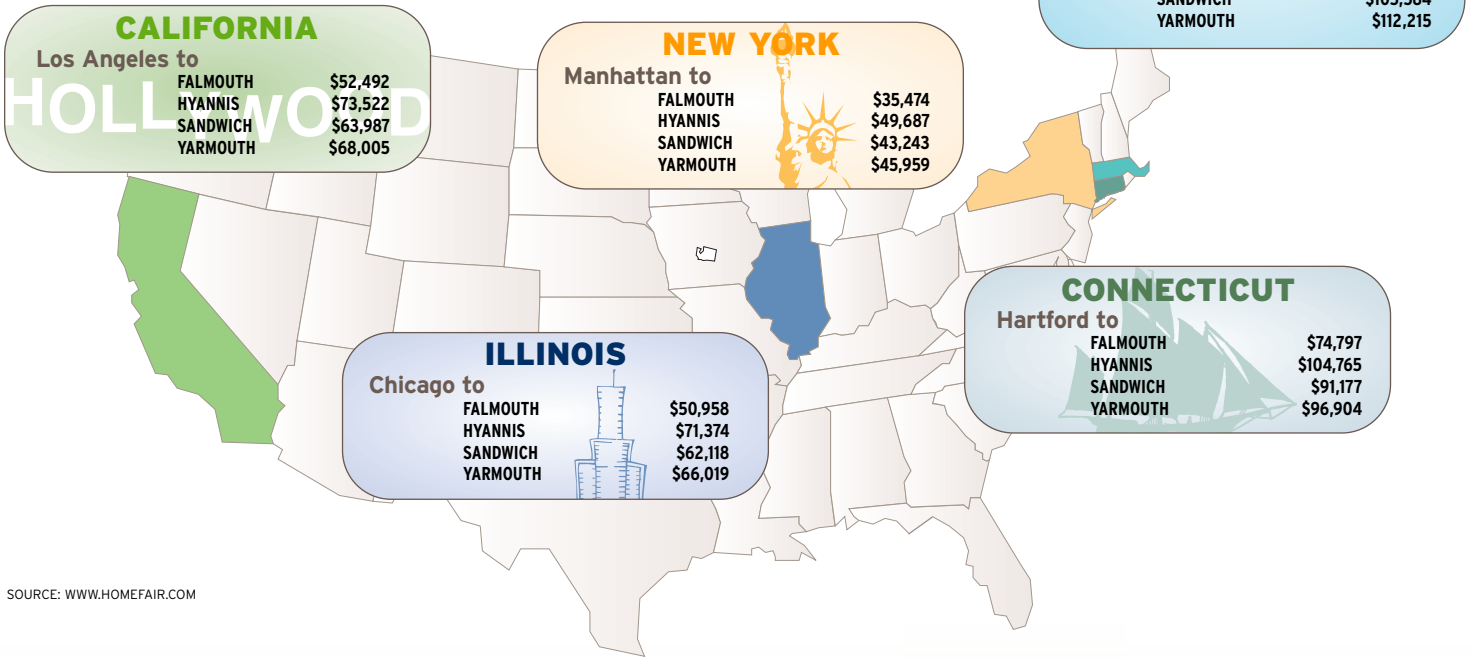 SANDWICH
YARMOUTH $112,215
CALIFORNIA
Los Angeles to
HOLLYWOOD
FALMOUTH $52,492
HYANNIS $73,522
SANDWICH $63,987
YARMOUTH $68,005
NEW YORK
Manhattan to
FALMOUTH $35,474
HYANNIS $49,687
SANDWICH $43,243
YARMOUTH $45,959
CONNECTICUT
Hartford to
FALMOUTH $74,797
HYANNIS $104,765
SANDWICH $91,177
YARMOUTH $96,904
ILLINOIS
Chicago to
FALMOUTH $50,958
HYANNIS $71,374
SANDWICH $62,118
YARMOUTH $66,019
SOURCE: WWW.HOMEFAIR.COM